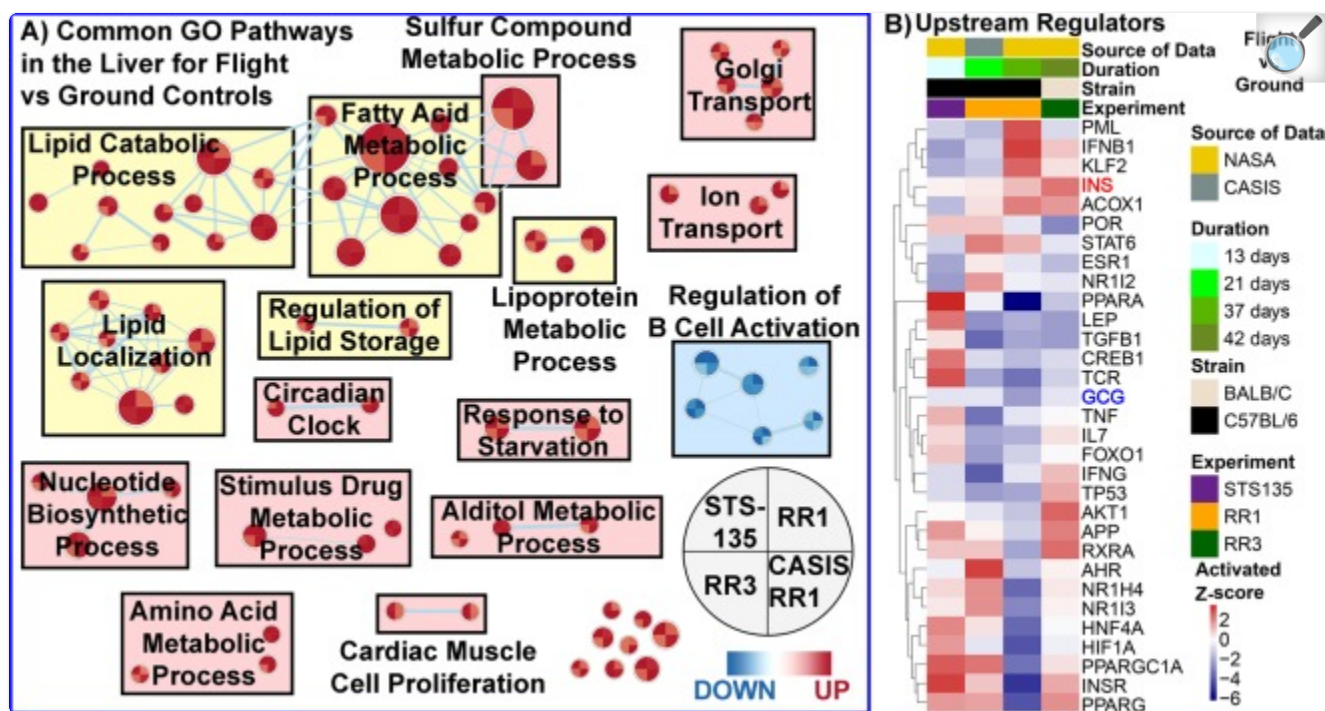 A) Common GO Pathways
in the Liver for Flight
vs Ground Controls
Sulfur Compound
Metabolic Process
Golgi
Transport
Lipid Catabolic
Process
Fatty Acid
Metabolic
Process
Ion
Transport
Lipid
Localization
Regulation of
Lipid Storage
Lipoprotein
Metabolic
Process
Regulation of
B Cell Activation
Circadian
Clock
Response to
Starvation
Nucleotide
Biosynthetic
Process
Stimulus Drug
Metabolic
Process
Alditol Metabolic
Process
STS-
135
RR1
RR3
CASIS
RR1
Amino Acid
Metabolic
Process
Cardiac Muscle
Cell Proliferation
DOWN
UP
B) Upstream Regulators
Source of Data
Duration
Strain
Experiment
PML
IFNB1
KLF2
INS
ACOX1
POR
STAT6
ESR1
NR1I2
PPARA
LEP
TGFB1
CREB1
TCR
GCG
TNF
IL7
FOXO1
IFNG
TP53
AKT1
APP
RXRA
AHR
NR1H4
NR1I3
HNF4A
HIF1A
PPARGC1A
INSR
PPARG
Flight
vs
Ground
Source of Data
NASA
CASIS
Duration
13 days
21 days
37 days
42 days
Strain
BALB/C
C57BL/6
Experiment
STS135
RR1
RR3
Activated
Z-score
2
0
−2
−4
−6